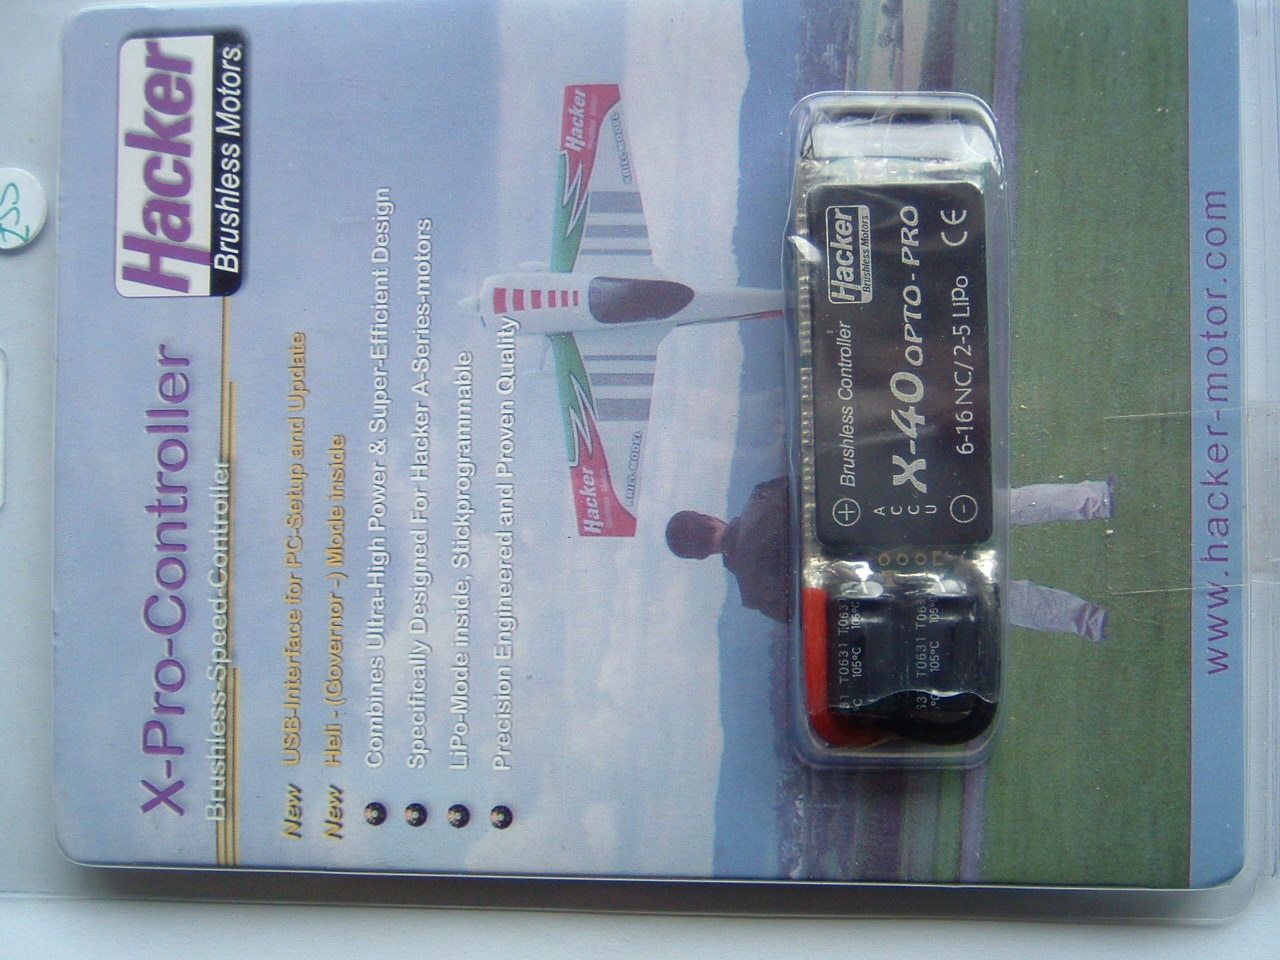 Hacker
Brushless Motors
X-Pro-Controller
Brushless-Speed-Controller
New USB-Interface for PC-Setup and Update
New Heli - (Governor -) Mode inside
Combines Ultra-High Power & Super-Efficient Design
Specifically Designed For Hacker A-Series-motors
LiPo-Mode inside, Stickprogrammable
Precision Engineered and Proven Quality
Hacker
Hacker
Brushless Controller
Hacker
Brushless Motors
ACCU
X-40 OPTO-PRO
6-16 NC/ 2-5 LiPo
CE
+
-
T0631
105°C
T0631
105°C
www.hacker-motor.com